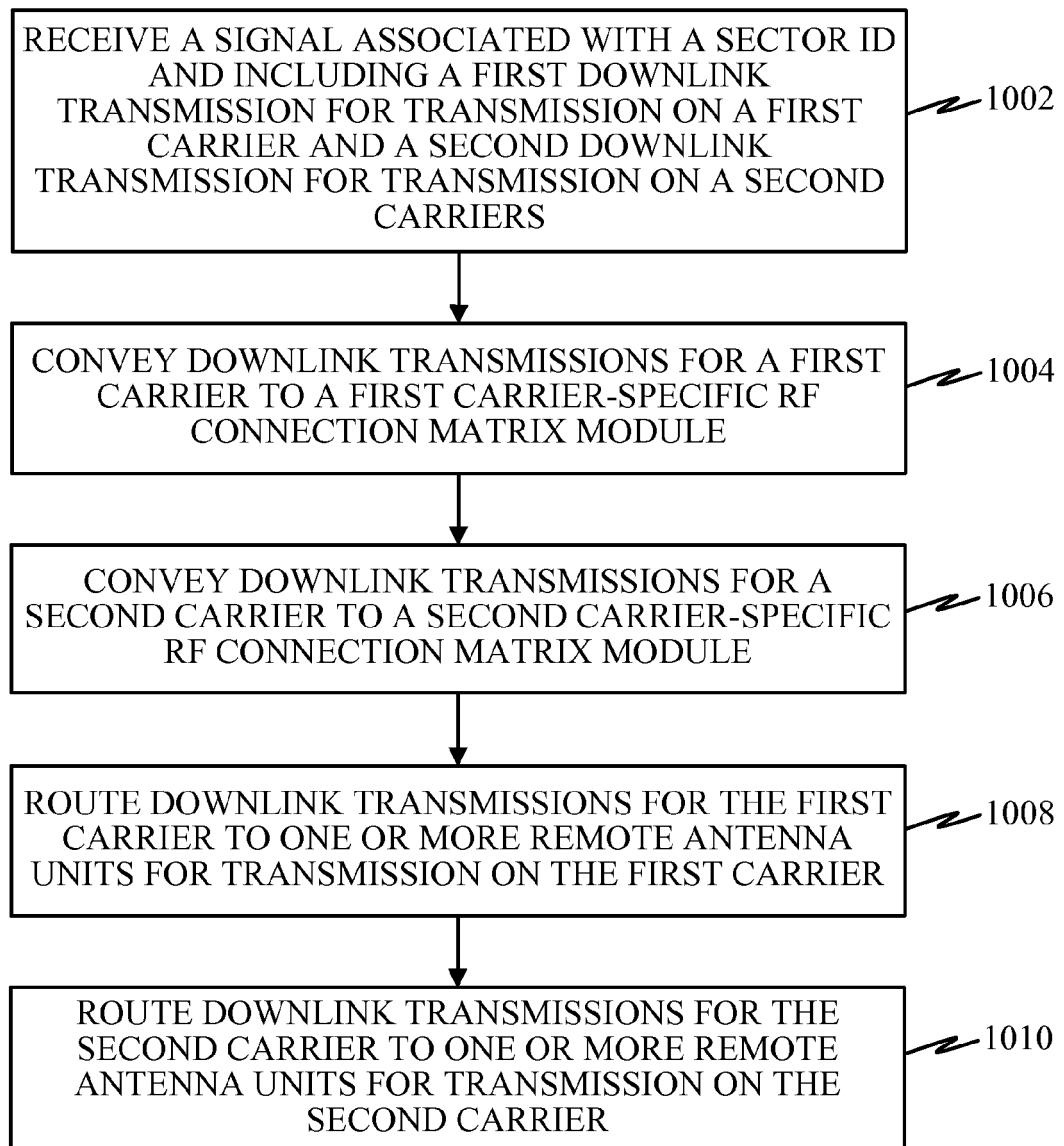 RECEIVE A SIGNAL ASSOCIATED WITH A SECTOR ID
AND INCLUDING A FIRST DOWNLINK
TRANSMISSION FOR TRANSMISSION ON A FIRST
CARRIER AND A SECOND DOWNLINK
TRANSMISSION FOR TRANSMISSION ON A SECOND
CARRIERS
1002
CONVEY DOWNLINK TRANSMISSIONS FOR A FIRST
CARRIER TO A FIRST CARRIER-SPECIFIC RF
CONNECTION MATRIX MODULE
1004
CONVEY DOWNLINK TRANSMISSIONS FOR A
SECOND CARRIER TO A SECOND CARRIER-SPECIFIC
RF CONNECTION MATRIX MODULE
1006
ROUTE DOWNLINK TRANSMISSIONS FOR THE FIRST
CARRIER TO ONE OR MORE REMOTE ANTENNA
UNITS FOR TRANSMISSION ON THE FIRST CARRIER
1008
ROUTE DOWNLINK TRANSMISSIONS FOR THE
SECOND CARRIER TO ONE OR MORE REMOTE
ANTENNA UNITS FOR TRANSMISSION ON THE
SECOND CARRIER
1010